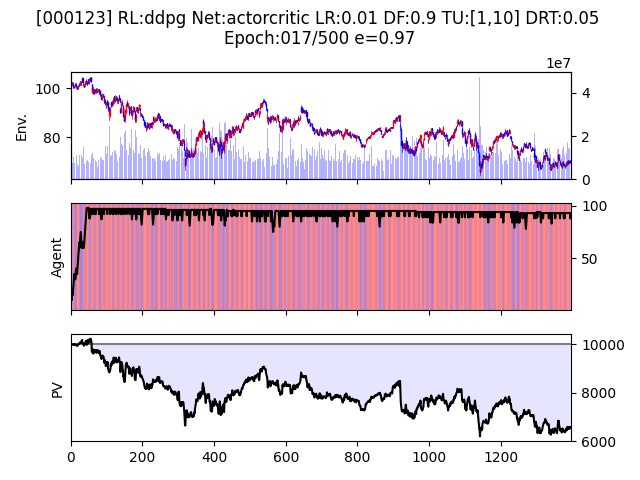 [000123] RL:ddpg Net:actorcritic LR:0.01 DF:0.9 TU:[1,10] DRT:0.05
Epoch:017/500 e=0.97
1e7
100
80
Env.
4
2
0
Agent
100
50
PV
10000
8000
6000
0 200 400 600 800 1000 1200